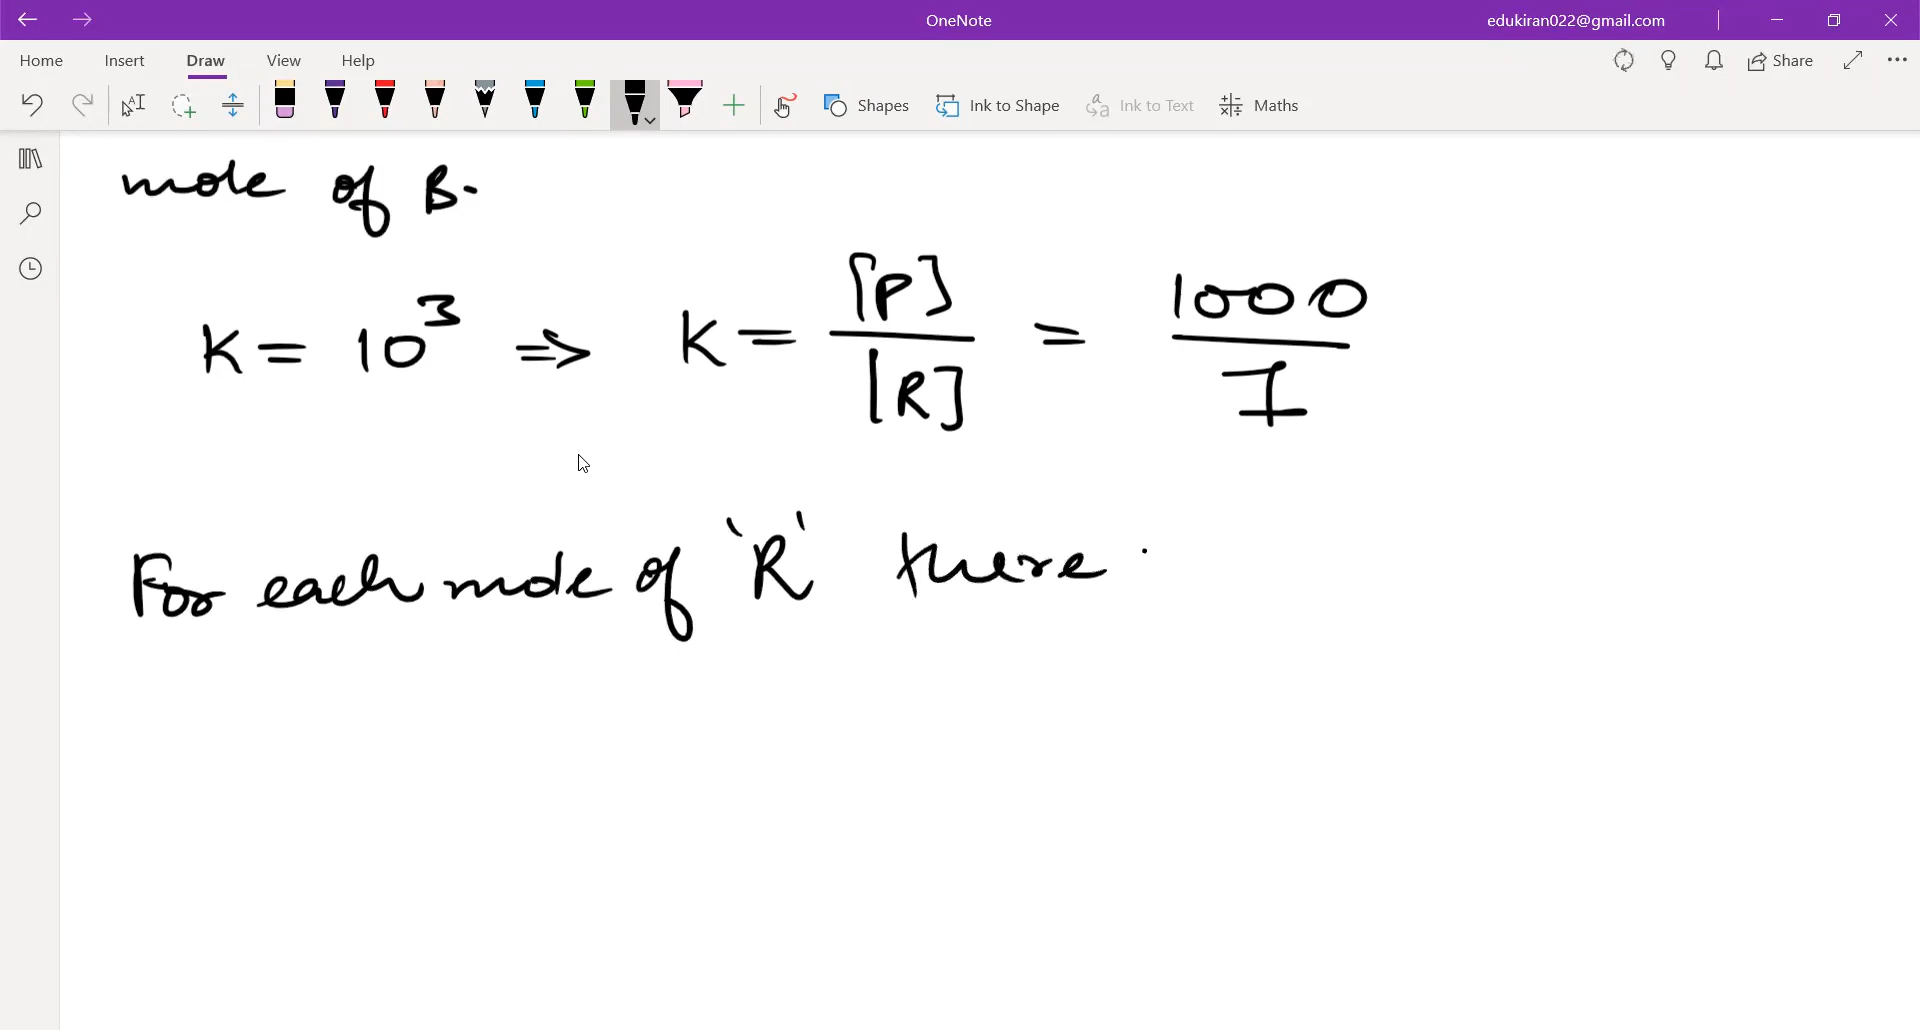 OneNote
edukiran022@gmail.com
Home Insert Draw View Help
Share
Shapes Ink to Shape Ink to Text Maths
mole of B.
K = 10³ ⇒ K = [P] / [R] = 1000 / 1
For each mole of 'R' there